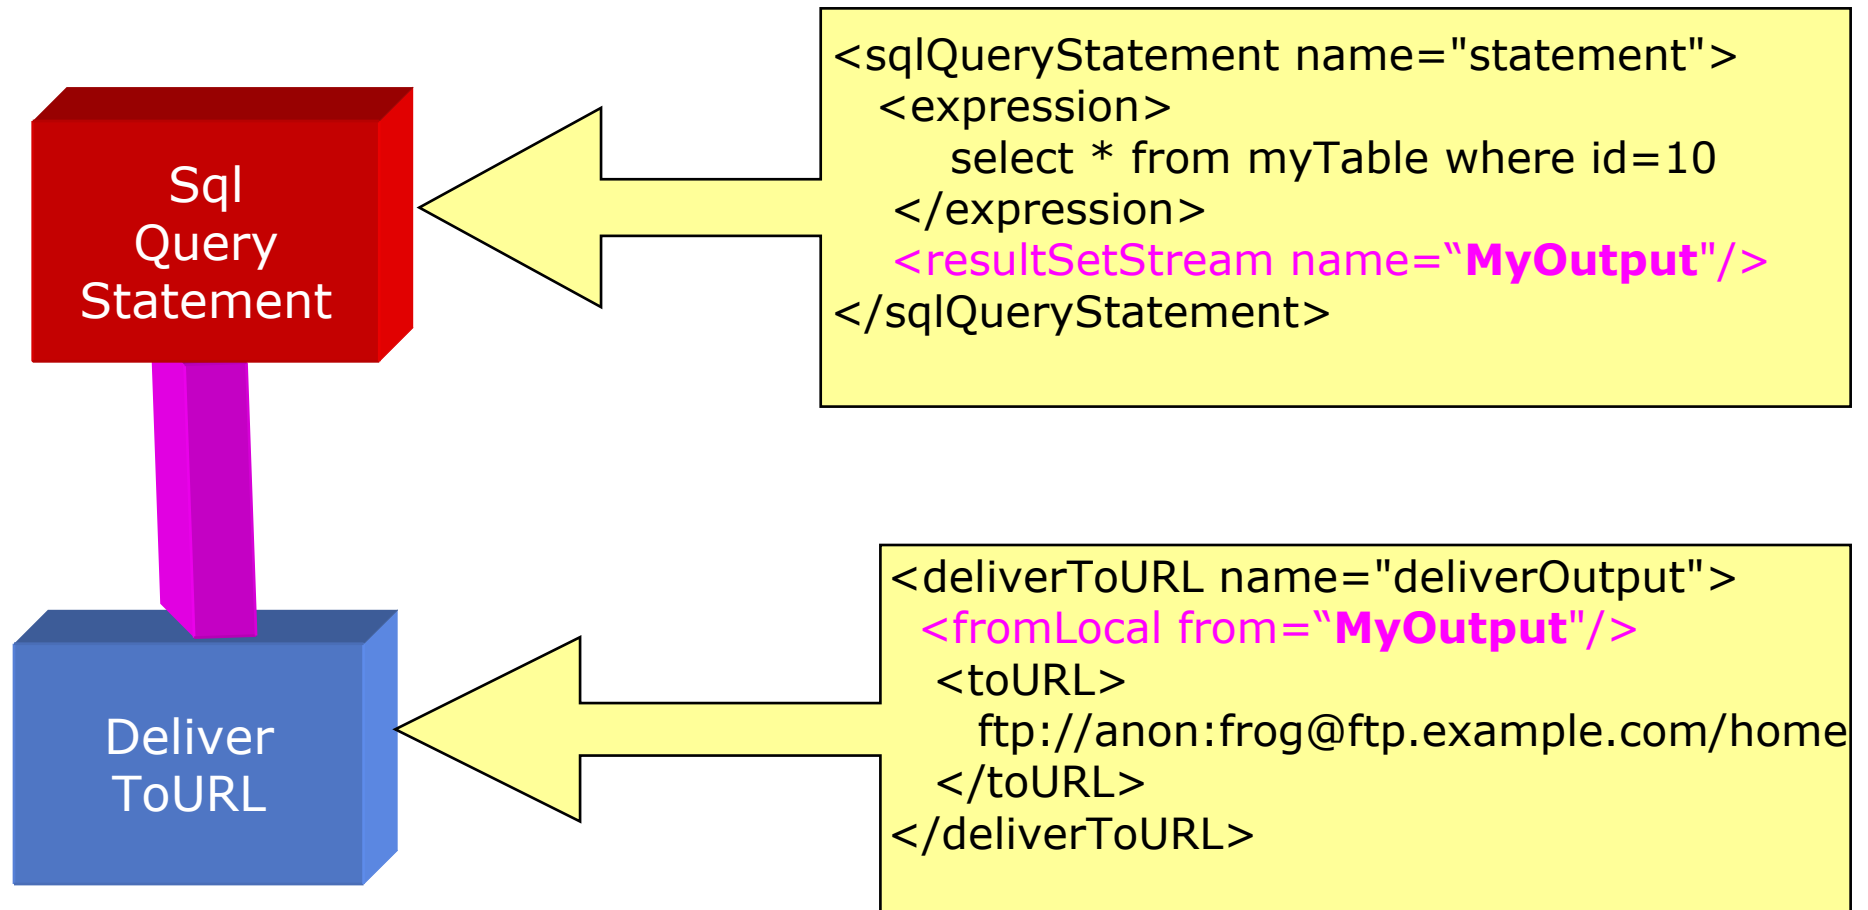 Sql
Query
Statement
<sqlQueryStatement name="statement">
<expression>
select * from myTable where id=10
</expression>
<resultSetStream name=“MyOutput"/>
</sqlQueryStatement>
Deliver
ToURL
<deliverToURL name="deliverOutput">
<fromLocal from=“MyOutput"/>
<toURL>
ftp://anon:frog@ftp.example.com/home
</toURL>
</deliverToURL>